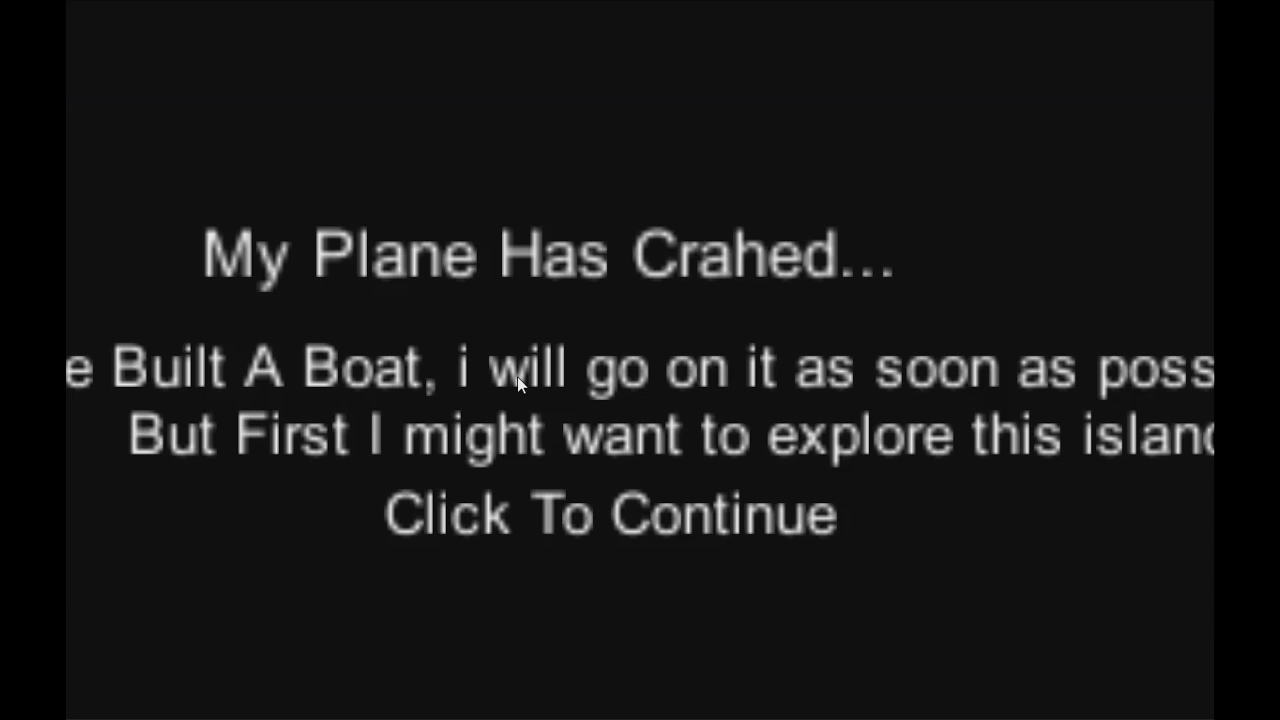 My Plane Has Crahed...
e Built A Boat, i will go on it as soon as poss
But First I might want to explore this island
Click To Continue